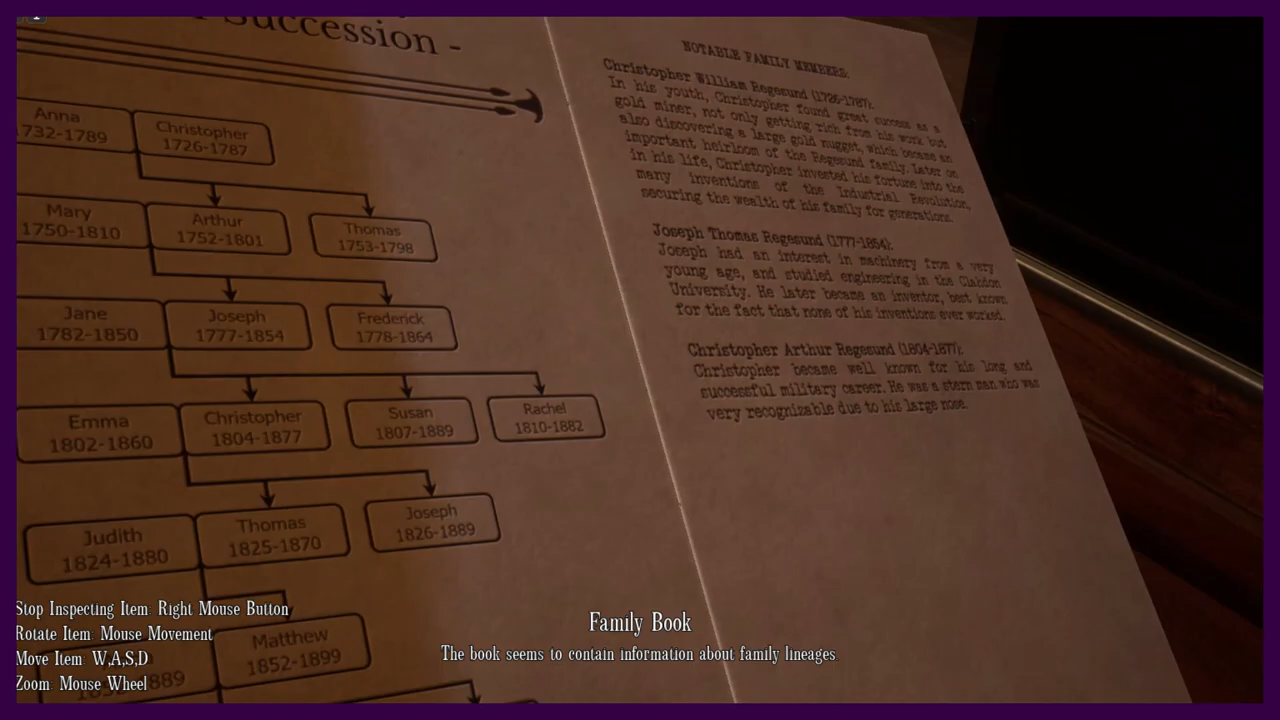 Succession -
Anna
1732-1789
Christopher
1726-1787
Mary
1750-1810
Arthur
1752-1801
Thomas
1753-1798
Jane
1782-1850
Joseph
1777-1854
Frederick
1778-1864
Emma
1802-1860
Christopher
1804-1877
Susan
1807-1889
Rachel
1810-1882
Judith
1824-1880
Thomas
1825-1870
Joseph
1826-1889
Matthew
1852-1899
NOTABLE FAMILY MEMBERS:
Christopher William Regesund (1726-1787):
In his youth, Christopher found great success as a
gold miner, not only getting rich from his work but
also discovering a large gold nugget, which became an
important heirloom of the Regesund family. Later on
in his life, Christopher invested his fortune into the
many inventions of the Industrial Revolution,
securing the wealth of his family for generations.
Joseph Thomas Regesund (1777-1854):
Joseph had an interest in machinery from a very
young age, and studied engineering in the Clabdon
University. He later became an inventor, best known
for the fact that none of his inventions ever worked.
Christopher Arthur Regesund (1804-1877):
Christopher became well known for his long and
successful military career. He was a stern man who was
very recognizable due to his large nose.
Stop Inspecting Item: Right Mouse Button
Rotate Item: Mouse Movement
Move Item: W,A,S,D
Zoom: Mouse Wheel
Family Book
The book seems to contain information about family lineages.